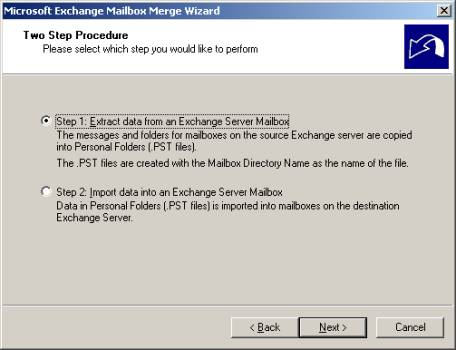 Microsoft Exchange Mailbox Merge Wizard
Two Step Procedure
Please select which step you would like to perform
Step 1: Extract data from an Exchange Server Mailbox
The messages and folders for mailboxes on the source Exchange server are copied
into Personal Folders (.PST files).
The .PST files are created with the Mailbox Directory Name as the name of the file.
Step 2: Import data into an Exchange Server Mailbox
Data in Personal Folders (.PST files) is imported into mailboxes on the destination
Exchange Server.
< Back Next > Cancel